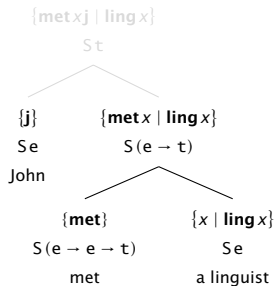 {met x j | ling x}
S t
{j} {met x | ling x}
S e S (e → t)
John
{met} {x | ling x}
S (e → e → t) S e
met a linguist